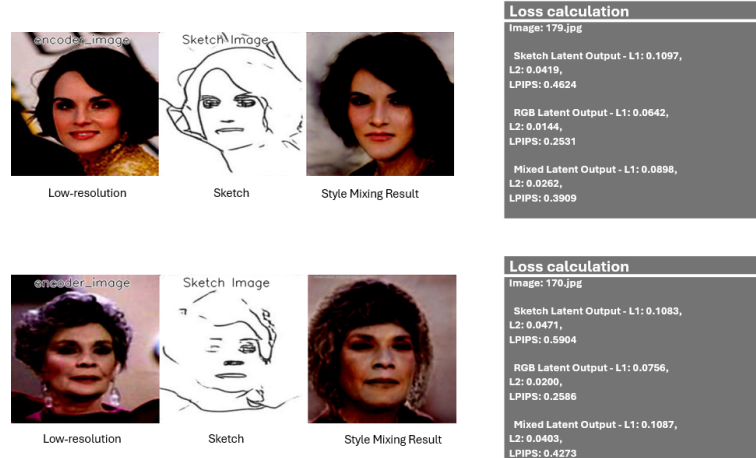 encoder_image
Sketch Image
Low-resolution
Sketch
Style Mixing Result
Loss calculation
Image: 179.jpg
Sketch Latent Output - L1: 0.1097,
L2: 0.0419,
LPIPS: 0.4624
RGB Latent Output - L1: 0.0642,
L2: 0.0144,
LPIPS: 0.2531
Mixed Latent Output - L1: 0.0898,
L2: 0.0262,
LPIPS: 0.3909
encoder_image
Sketch Image
Low-resolution
Sketch
Style Mixing Result
Loss calculation
Image: 170.jpg
Sketch Latent Output - L1: 0.1083,
L2: 0.0471,
LPIPS: 0.5904
RGB Latent Output - L1: 0.0756,
L2: 0.0200,
LPIPS: 0.2586
Mixed Latent Output - L1: 0.1087,
L2: 0.0403,
LPIPS: 0.4273